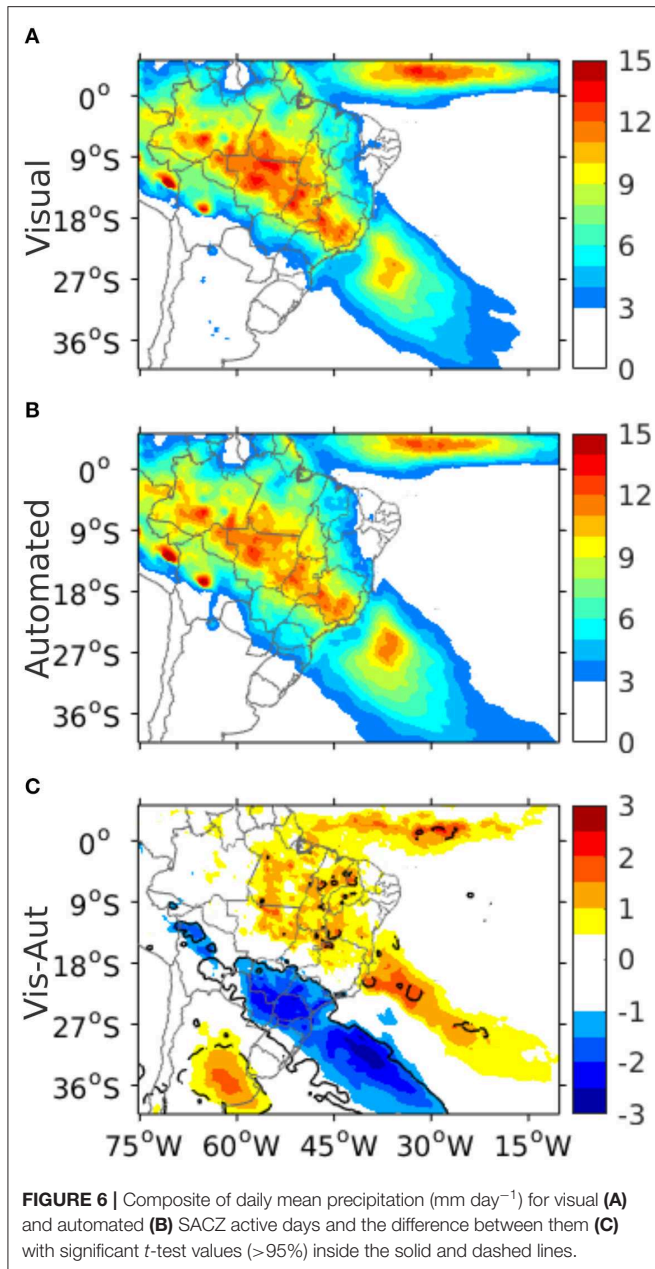 A
Visual
0°
9°S
18°S
27°S
36°S
15
12
9
6
3
0
B
Automated
0°
9°S
18°S
27°S
36°S
15
12
9
6
3
0
C
Vis-Aut
0°
9°S
18°S
27°S
36°S
75°W 60°W 45°W 30°W 15°W
3
2
1
0
-1
-2
-3
FIGURE 6 | Composite of daily mean precipitation (mm day⁻¹) for visual (A)
and automated (B) SACZ active days and the difference between them (C)
with significant t-test values (>95%) inside the solid and dashed lines.